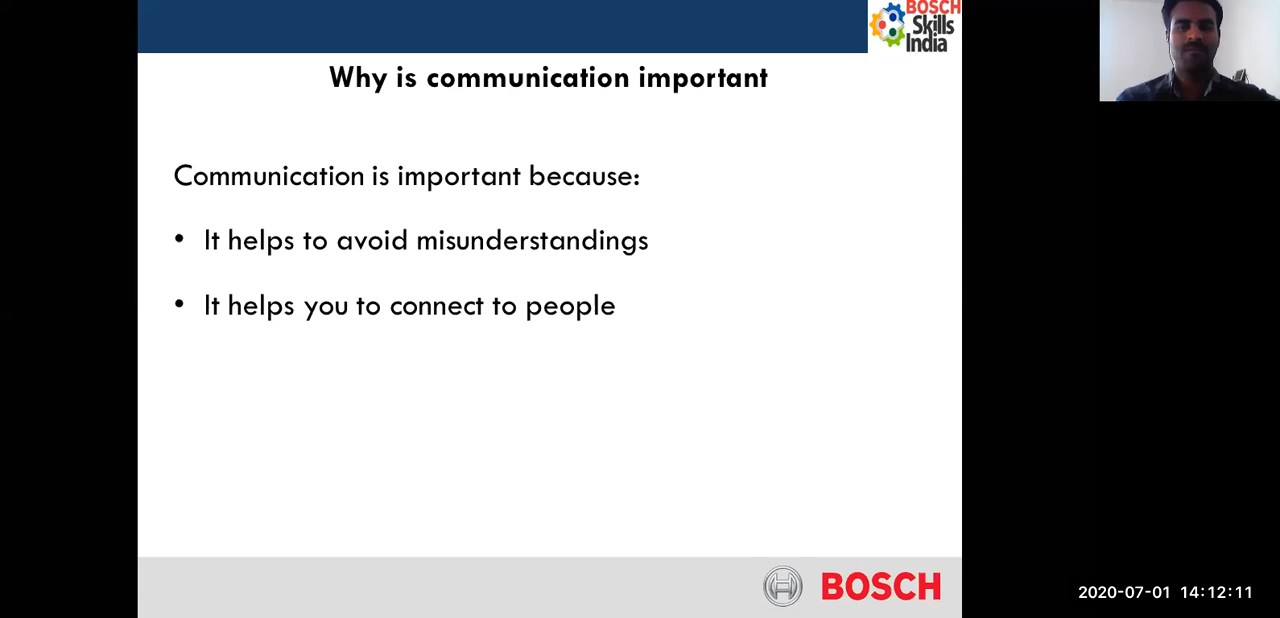 BOSCH
Skills
India
Why is communication important
Communication is important because:
• It helps to avoid misunderstandings
• It helps you to connect to people
BOSCH
2020-07-01 14:12:11